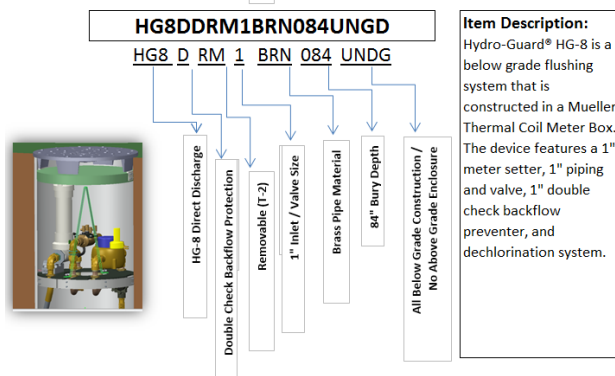 HG8DDRM1BRN084UNGD
HG8 D RM 1 BRN 084 UNDG
HG-8 Direct Discharge
Double Check Backflow Protection
Removable (T-2)
1" Inlet / Valve Size
Brass Pipe Material
84" Bury Depth
All Below Grade Construction /
No Above Grade Enclosure
Item Description:
Hydro-Guard® HG-8 is a
below grade flushing
system that is
constructed in a Mueller
Thermal Coil Meter Box.
The device features a 1"
meter setter, 1" piping
and valve, 1" double
check backflow
preventer, and
dechlorination system.